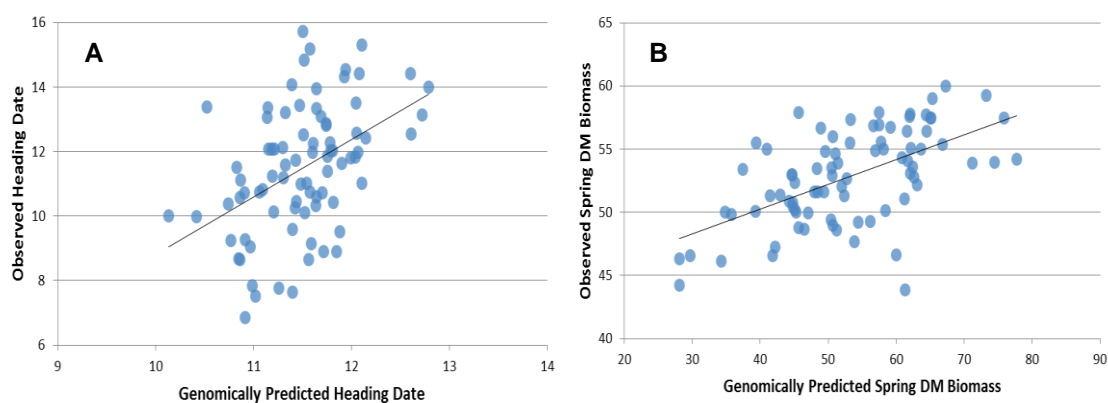 A
Observed Heading Date
16
14
12
10
8
6
9 10 11 12 13 14
Genomically Predicted Heading Date
B
Observed Spring DM Biomass
65
60
55
50
45
40
20 30 40 50 60 70 80 90
Genomically Predicted Spring DM Biomass